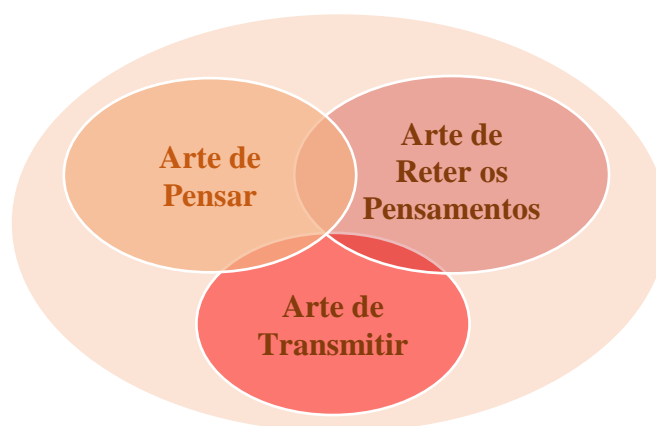 Arte de
Pensar
Arte de
Reter os
Pensamentos
Arte de
Transmitir